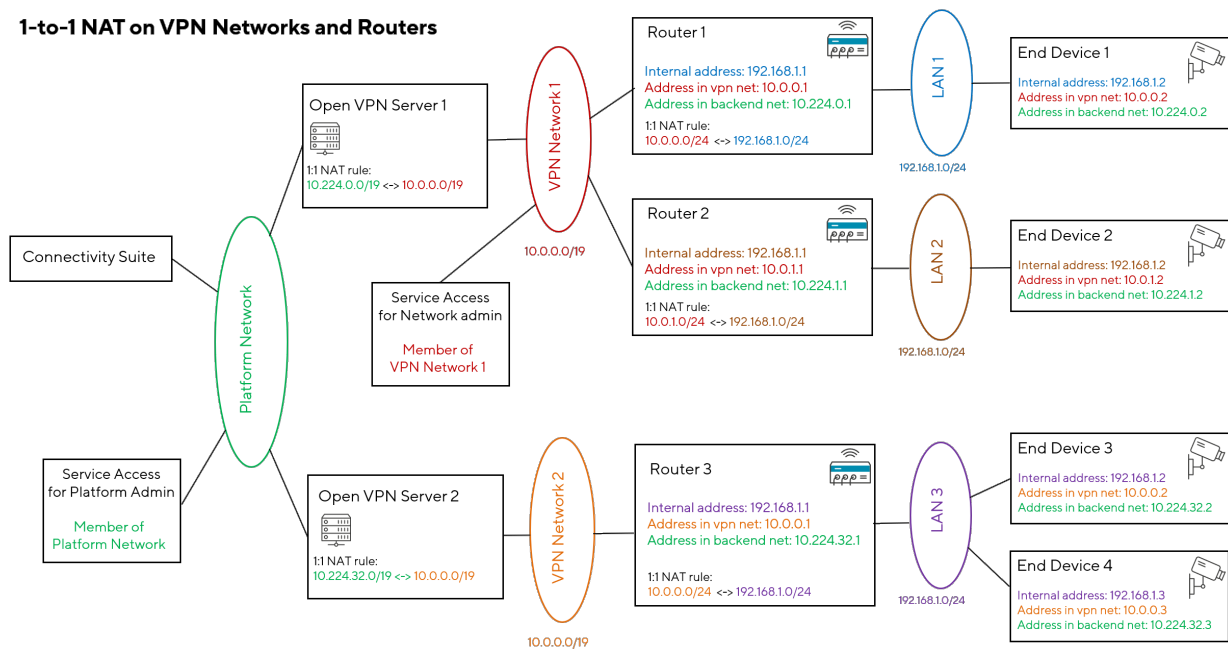 1-to-1 NAT on VPN Networks and Routers
Connectivity Suite
Platform Network
Service Access
for Platform Admin
Member of
Platform Network
Open VPN Server 1
1:1 NAT rule:
10.224.0.0/19 <-> 10.0.0.0/19
VPN Network 1
10.0.0.0/19
Service Access
for Network admin
Member of
VPN Network 1
Router 1
Internal address: 192.168.1.1
Address in vpn net: 10.0.0.1
Address in backend net: 10.224.0.1
1:1 NAT rule:
10.0.0.0/24 <-> 192.168.1.0/24
LAN 1
192.168.1.0/24
End Device 1
Internal address: 192.168.1.2
Address in vpn net: 10.0.0.2
Address in backend net: 10.224.0.2
Router 2
Internal address: 192.168.1.1
Address in vpn net: 10.0.1.1
Address in backend net: 10.224.1.1
1:1 NAT rule:
10.0.1.0/24 <-> 192.168.1.0/24
LAN 2
192.168.1.0/24
End Device 2
Internal address: 192.168.1.2
Address in vpn net: 10.0.1.2
Address in backend net: 10.224.1.2
Open VPN Server 2
1:1 NAT rule:
10.224.32.0/19 <-> 10.0.0.0/19
VPN Network 2
10.0.0.0/19
Router 3
Internal address: 192.168.1.1
Address in vpn net: 10.0.0.1
Address in backend net: 10.224.32.1
1:1 NAT rule:
10.0.0.0/24 <-> 192.168.1.0/24
LAN 3
192.168.1.0/24
End Device 3
Internal address: 192.168.1.2
Address in vpn net: 10.0.0.2
Address in backend net: 10.224.32.2
End Device 4
Internal address: 192.168.1.3
Address in vpn net: 10.0.0.3
Address in backend net: 10.224.32.3